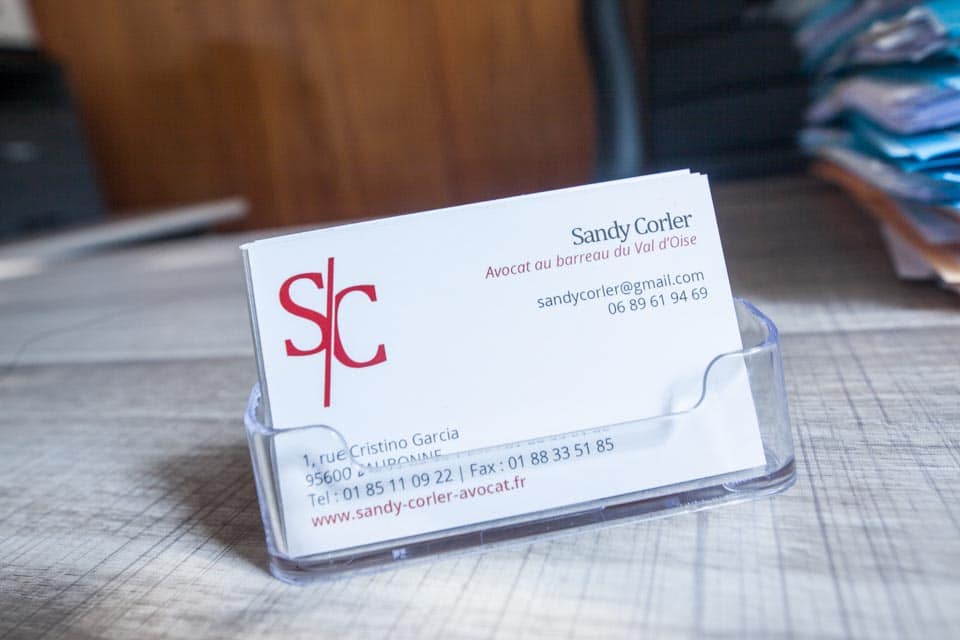 S|C
Sandy Corler
Avocat au barreau du Val d'Oise
sandycorler@gmail.com
06 89 61 94 69
1, rue Cristino Garcia
95600
Tel : 01 85 11 09 22 | Fax : 01 88 33 51 85
www.sandy-corler-avocat.fr